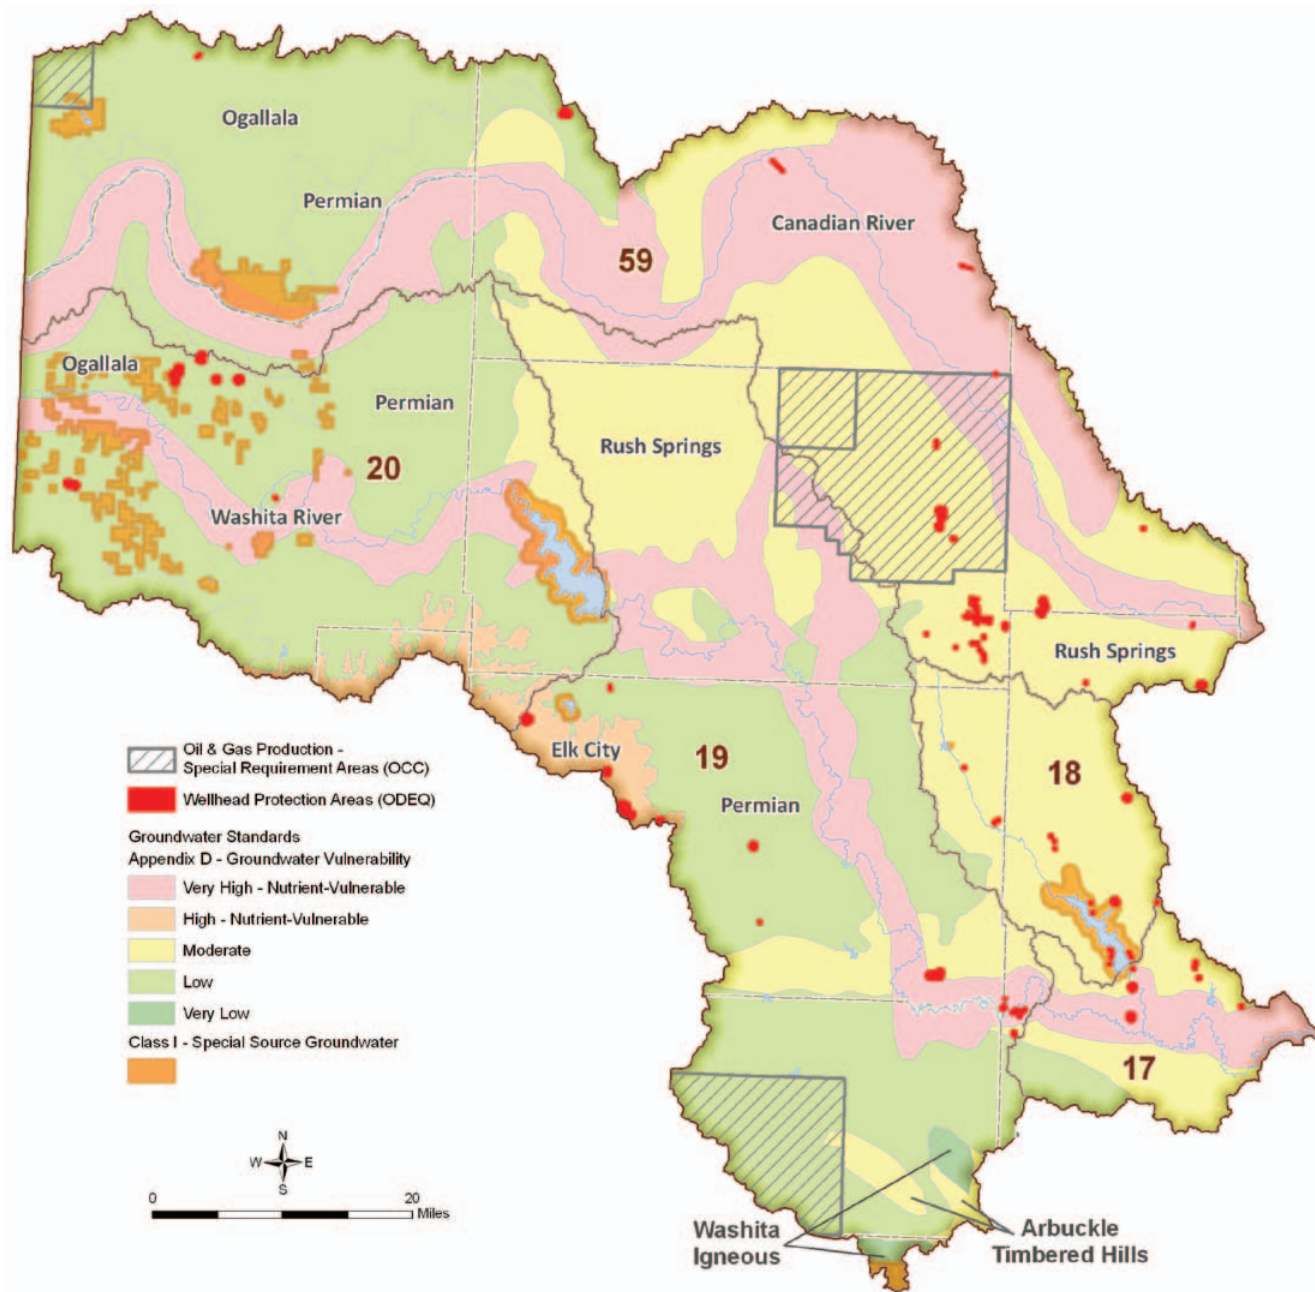 Ogallala
Permian
Canadian River
59
Ogallala
Permian
Rush Springs
20
Washita River
Rush Springs
Elk City
19
18
Permian
Oil & Gas Production -
Special Requirement Areas (OCC)
Wellhead Protection Areas (ODEQ)
Groundwater Standards
Appendix D - Groundwater Vulnerability
Very High - Nutrient-Vulnerable
High - Nutrient-Vulnerable
Moderate
Low
Very Low
Class I - Special Source Groundwater
17
N
W E
S
0 20
Miles
Washita
Igneous
Arbuckle
Timbered Hills